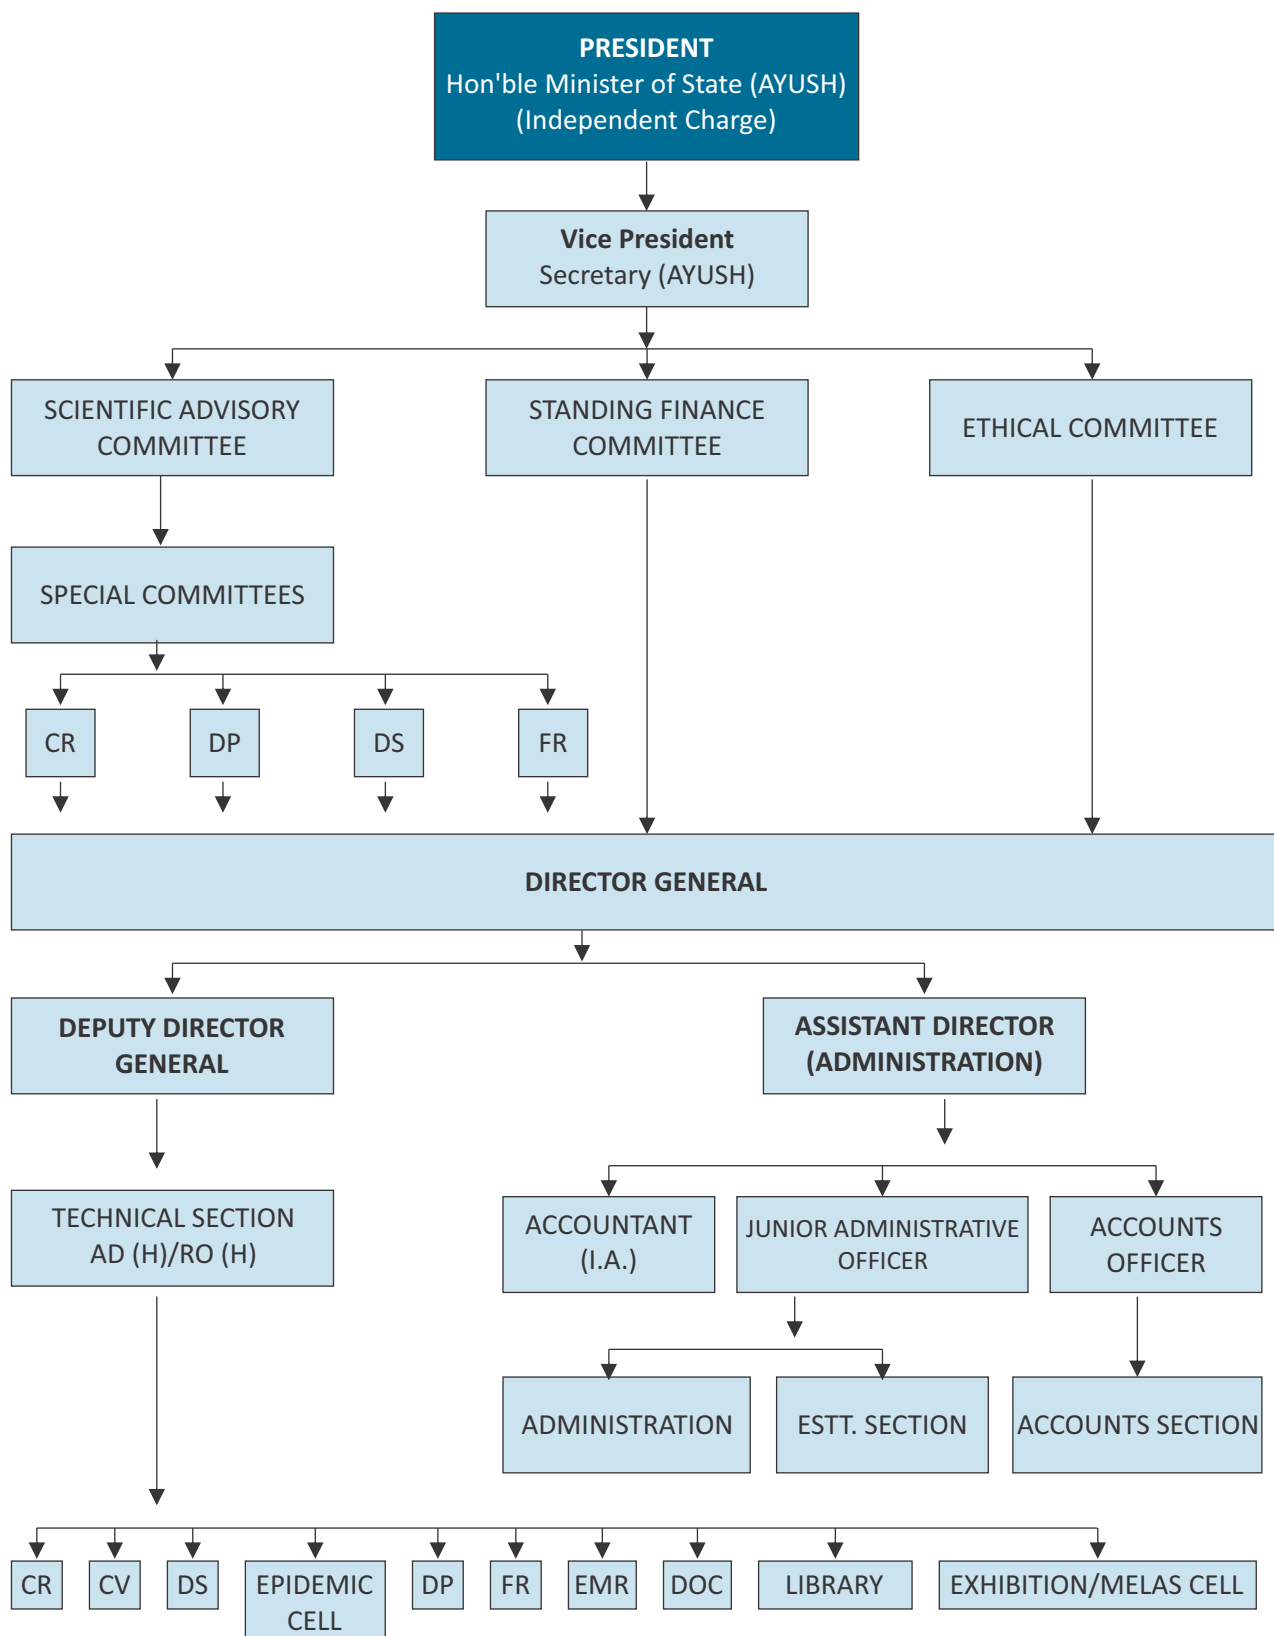 PRESIDENT
Hon'ble Minister of State (AYUSH)
(Independent Charge)
Vice President
Secretary (AYUSH)
SCIENTIFIC ADVISORY
COMMITTEE
STANDING FINANCE
COMMITTEE
ETHICAL COMMITTEE
SPECIAL COMMITTEES
CR
DP
DS
FR
DIRECTOR GENERAL
DEPUTY DIRECTOR
GENERAL
ASSISTANT DIRECTOR
(ADMINISTRATION)
TECHNICAL SECTION
AD (H)/RO (H)
ACCOUNTANT
(I.A.)
JUNIOR ADMINISTRATIVE
OFFICER
ACCOUNTS
OFFICER
ADMINISTRATION
ESTT. SECTION
ACCOUNTS SECTION
CR
CV
DS
EPIDEMIC
CELL
DP
FR
EMR
DOC
LIBRARY
EXHIBITION/MELAS CELL